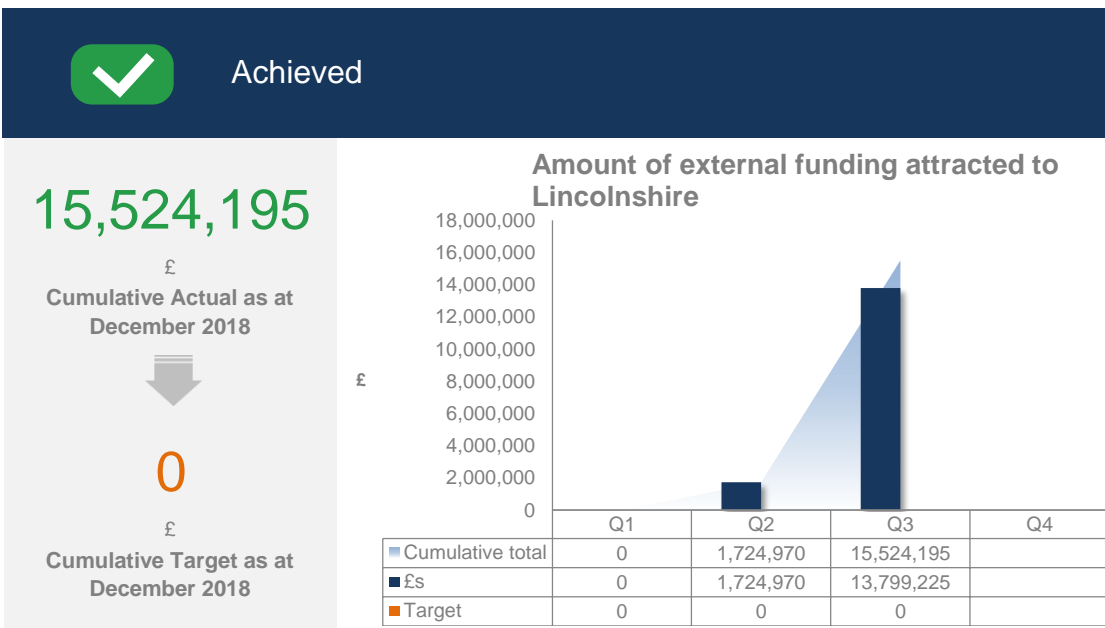 Achieved
15,524,195
£
Cumulative Actual as at
December 2018
0
£
Cumulative Target as at
December 2018
Amount of external funding attracted to
Lincolnshire
£
18,000,000
16,000,000
14,000,000
12,000,000
10,000,000
8,000,000
6,000,000
4,000,000
2,000,000
0
Q1 Q2 Q3 Q4
Cumulative total 0 1,724,970 15,524,195
£s 0 1,724,970 13,799,225
Target 0 0 0